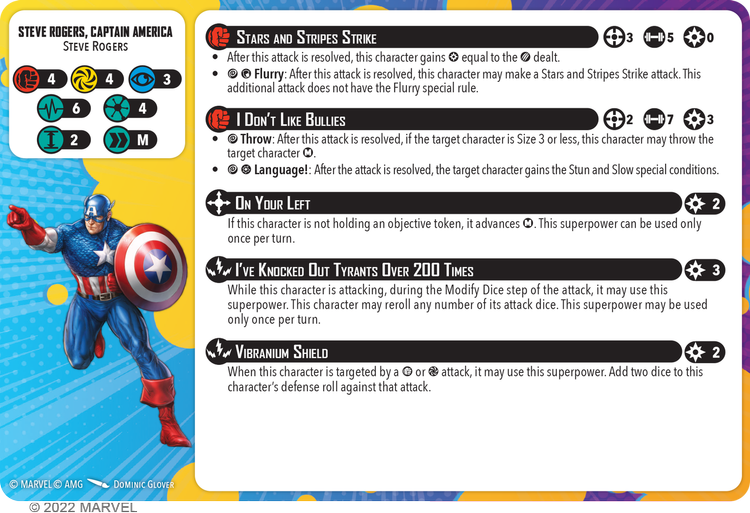 STEVE ROGERS, CAPTAIN AMERICA
STEVE ROGERS
4 4 3
6 4
2 M
STARS AND STRIPES STRIKE 3 5 0
• After this attack is resolved, this character gains equal to the dealt.
• Flurry: After this attack is resolved, this character may make a Stars and Stripes Strike attack. This
additional attack does not have the Flurry special rule.
I DON'T LIKE BULLIES 2 7 3
• Throw: After this attack is resolved, if the target character is Size 3 or less, this character may throw the
target character M.
• Language!: After the attack is resolved, the target character gains the Stun and Slow special conditions.
ON YOUR LEFT 2
If this character is not holding an objective token, it advances M. This superpower can be used only
once per turn.
I'VE KNOCKED OUT TYRANTS OVER 200 TIMES 3
While this character is attacking, during the Modify Dice step of the attack, it may use this
superpower. This character may reroll any number of its attack dice. This superpower may be used
only once per turn.
VIBRANIUM SHIELD 2
When this character is targeted by a or attack, it may use this superpower. Add two dice to this
character's defense roll against that attack.
© MARVEL © AMG DOMINIC GLOVER
© 2022 MARVEL